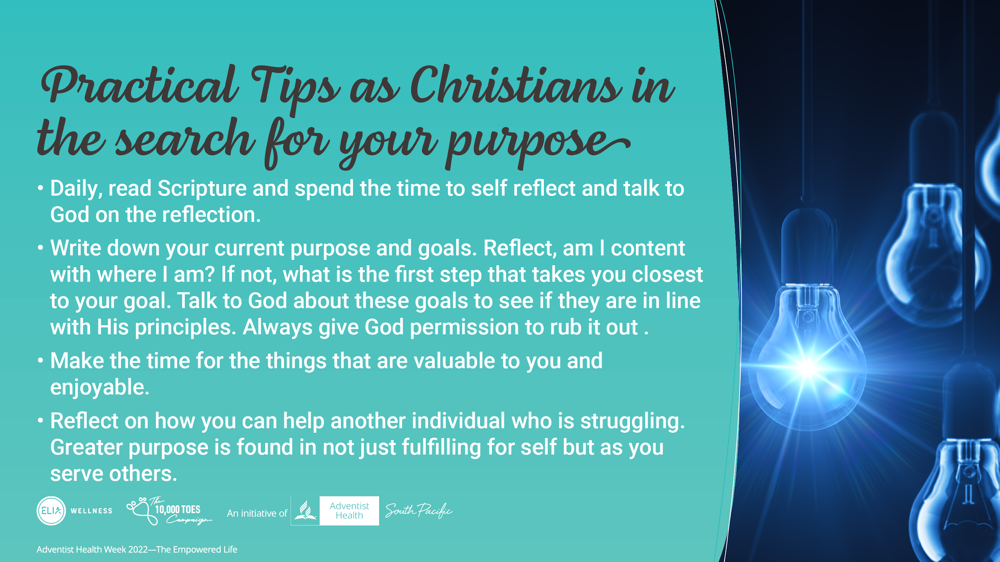 Practical Tips as Christians in
the search for your purpose
• Daily, read Scripture and spend the time to self reflect and talk to
God on the reflection.
• Write down your current purpose and goals. Reflect, am I content
with where I am? If not, what is the first step that takes you closest
to your goal. Talk to God about these goals to see if they are in line
with His principles. Always give God permission to rub it out .
• Make the time for the things that are valuable to you and
enjoyable.
• Reflect on how you can help another individual who is struggling.
Greater purpose is found in not just fulfilling for self but as you
serve others.
ELIA WELLNESS
The
10,000 TOES
Campaign
An initiative of
Adventist
Health
South Pacific
Adventist Health Week 2022—The Empowered Life